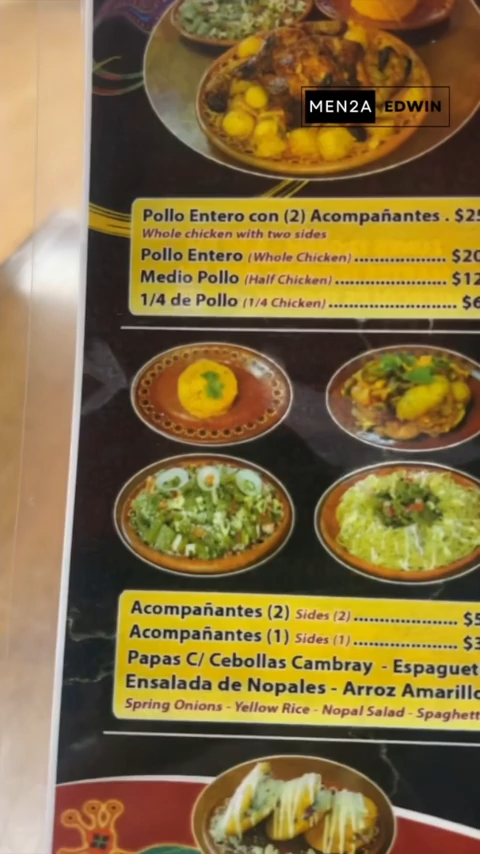 MEN2A EDWIN
Pollo Entero con (2) Acompañantes . $25
Whole chicken with two sides
Pollo Entero (Whole Chicken)..................... $20
Medio Pollo (Half Chicken)......................... $12
1/4 de Pollo (1/4 Chicken)............................ $6
Acompañantes (2) Sides (2)..................... $5
Acompañantes (1) Sides (1)..................... $3
Papas C/ Cebollas Cambray - Espaguet
Ensalada de Nopales - Arroz Amarillo
Spring Onions - Yellow Rice - Nopal Salad - Spaghett